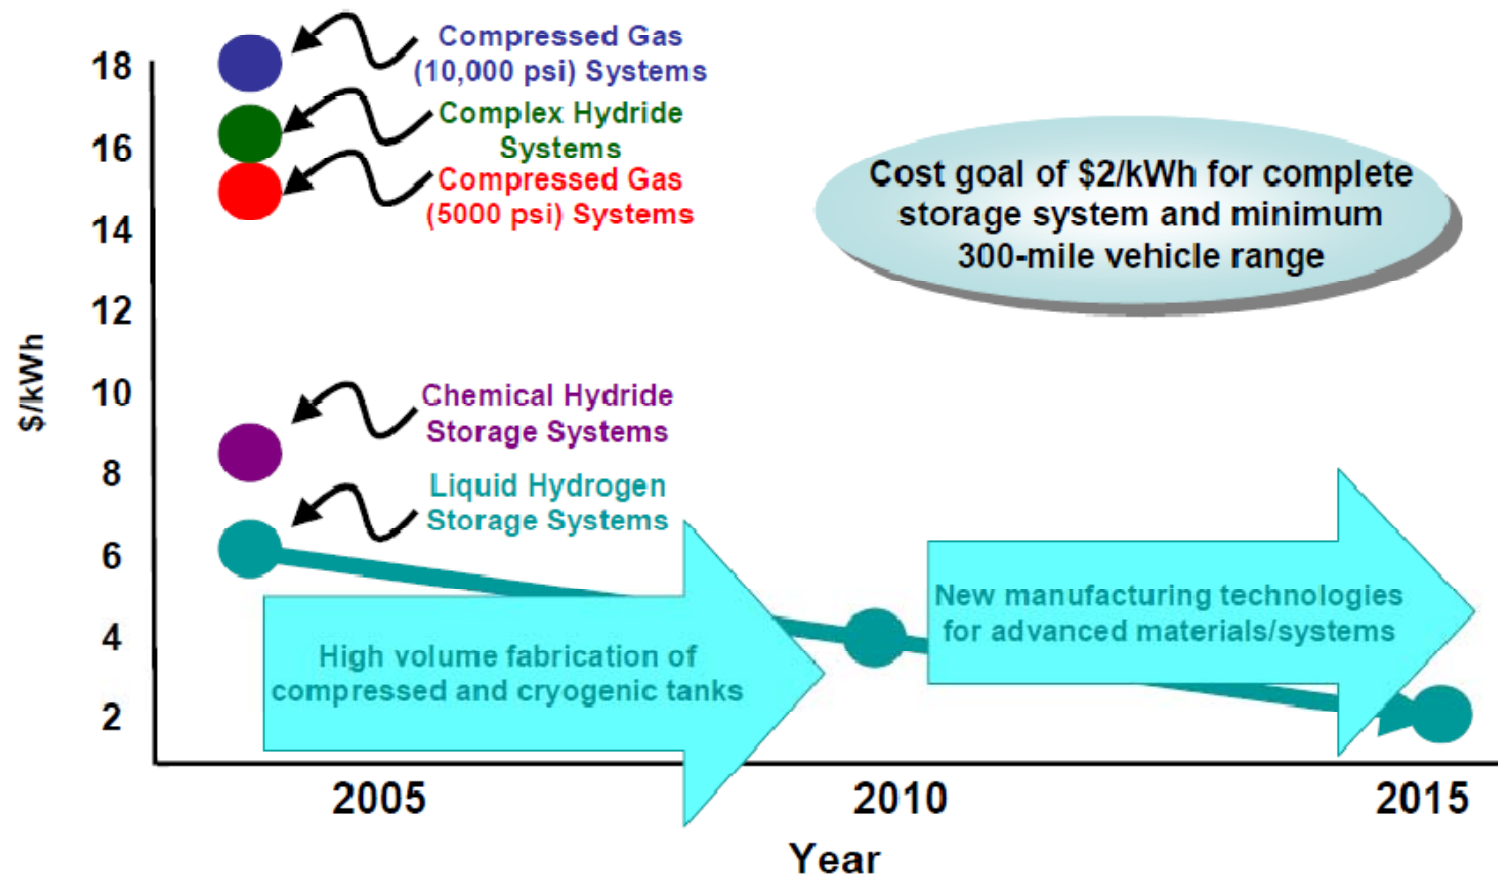 18
16
14
12
10
8
6
4
2
$/kWh
Compressed Gas
(10,000 psi) Systems
Complex Hydride
Systems
Compressed Gas
(5000 psi) Systems
Chemical Hydride
Storage Systems
Liquid Hydrogen
Storage Systems
Cost goal of $2/kWh for complete
storage system and minimum
300-mile vehicle range
High volume fabrication of
compressed and cryogenic tanks
New manufacturing technologies
for advanced materials/systems
2005
2010
2015
Year